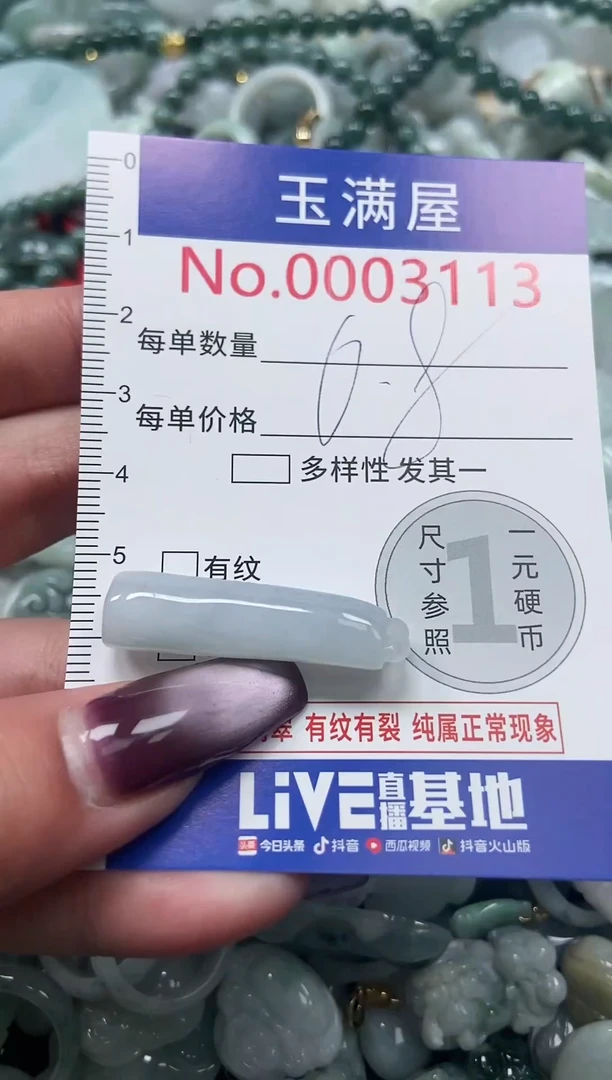 0
玉满屋
1
No.0003113
2
每单数量
3
每单价格
4
多样性 发其一
5
有纹
尺寸参照
1
一元硬币
翠 有纹有裂 纯属正常现象
LiVE直播基地
头条 今日头条 抖音 西瓜视频 抖音火山版